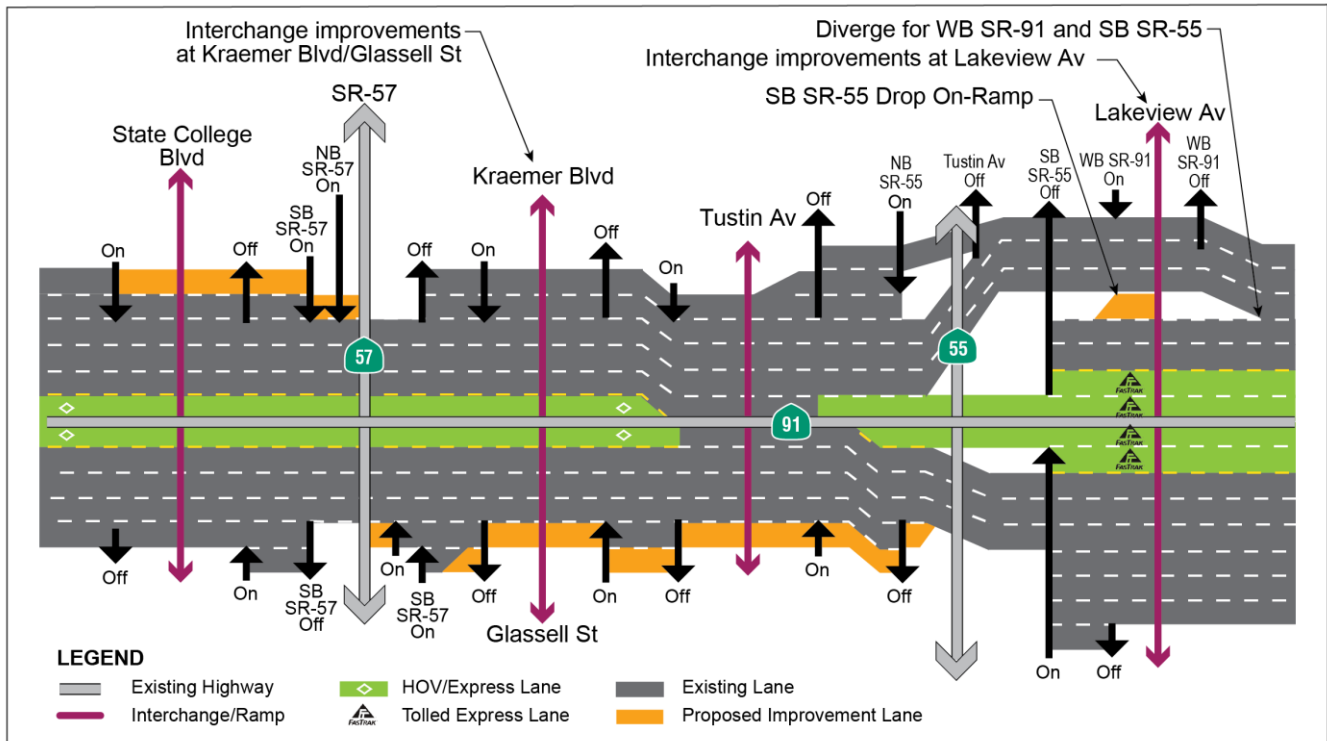 Interchange improvements
at Kraemer Blvd/Glassell St
Diverge for WB SR-91 and SB SR-55
Interchange improvements at Lakeview Av
SB SR-55 Drop On-Ramp
SR-57
State College
Blvd
Kraemer Blvd
Tustin Av
Lakeview Av
On
Off
SB
SR-57
On
NB
SR-57
On
Off
On
Off
On
Off
NB
SR-55
On
Tustin Av
Off
SB
SR-55
Off
WB SR-91
On
WB
SR-91
Off
57
55
91
FASTRAK
FASTRAK
FASTRAK
FASTRAK
Off
On
SB
SR-57
Off
On
SB
SR-57
On
Off
Glassell St
On
Off
On
Off
On
Off
LEGEND
Existing Highway
Interchange/Ramp
HOV/Express Lane
FASTRAK
Tolled Express Lane
Existing Lane
Proposed Improvement Lane